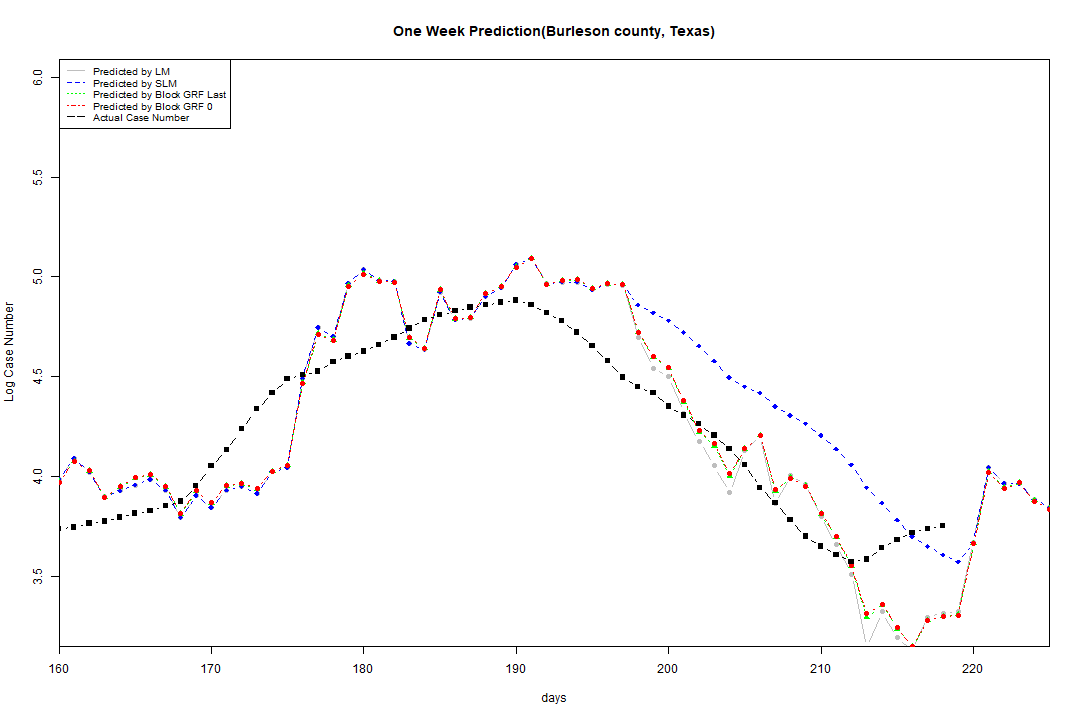 One Week Prediction(Burleson county, Texas)
Predicted by LM
Predicted by SLM
Predicted by Block GRF Last
Predicted by Block GRF 0
Actual Case Number
Log Case Number
6.0
5.5
5.0
4.5
4.0
3.5
160 170 180 190 200 210 220
days